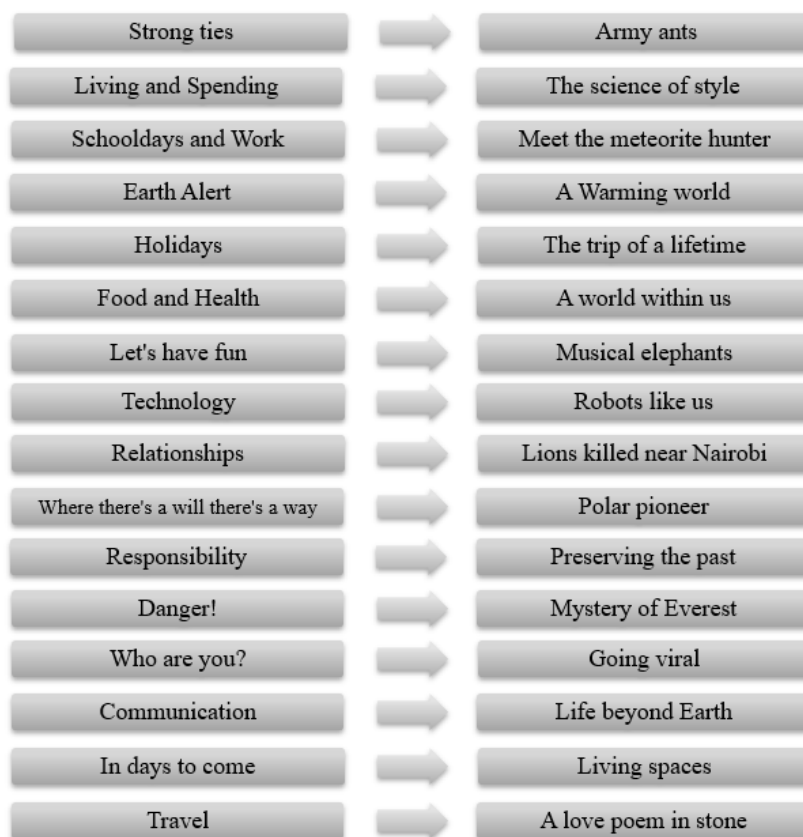 Strong ties Army ants
Living and Spending The science of style
Schooldays and Work Meet the meteorite hunter
Earth Alert A Warming world
Holidays The trip of a lifetime
Food and Health A world within us
Let's have fun Musical elephants
Technology Robots like us
Relationships Lions killed near Nairobi
Where there's a will there's a way Polar pioneer
Responsibility Preserving the past
Danger! Mystery of Everest
Who are you? Going viral
Communication Life beyond Earth
In days to come Living spaces
Travel A love poem in stone